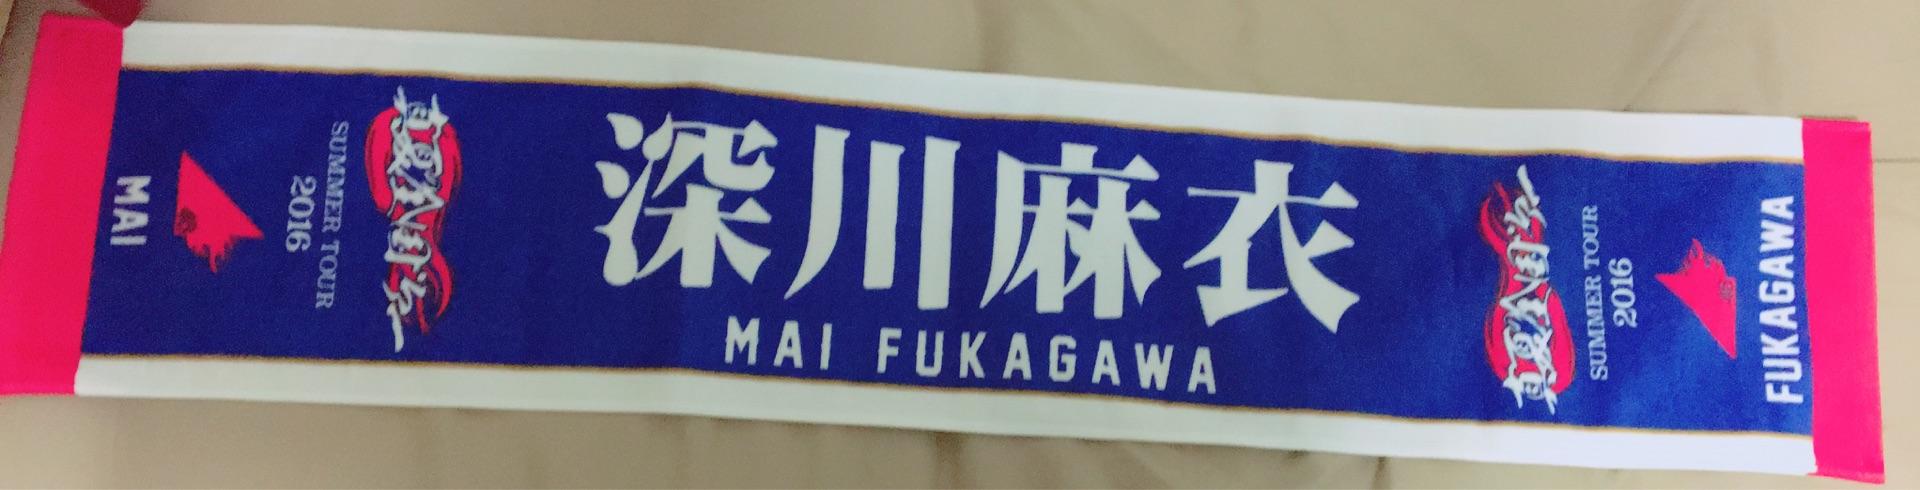 MAI
SUMMER TOUR
2016
深川麻衣
MAI FUKAGAWA
SUMMER TOUR
2016
FUKAGAWA